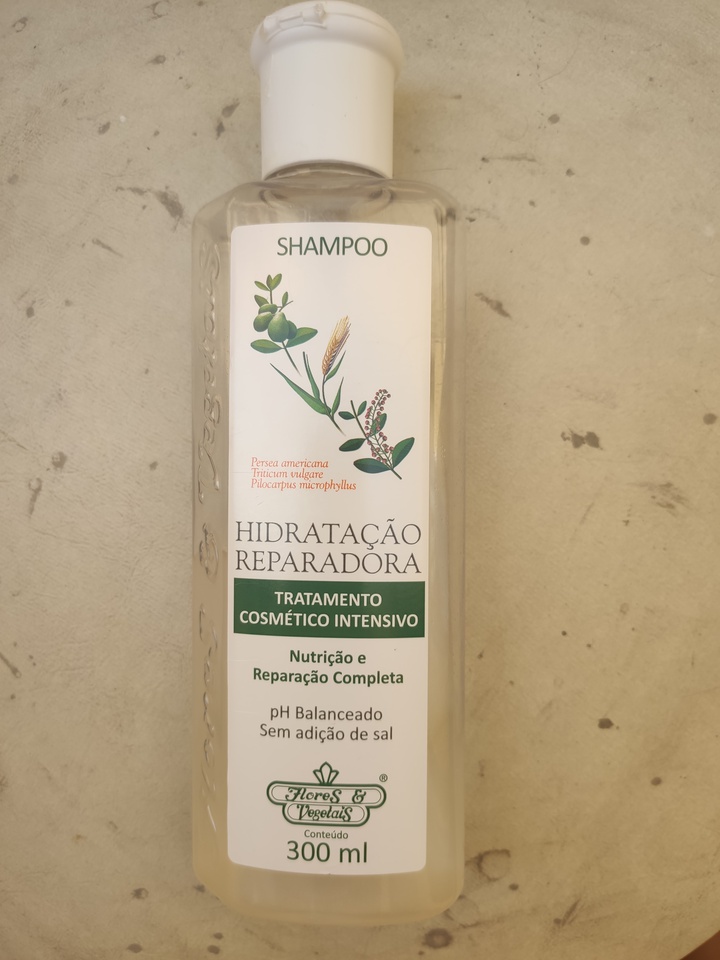 SHAMPOO
Persea americana
Triticum vulgare
Pilocarpus microphyllus
HIDRATAÇÃO
REPARADORA
TRATAMENTO
COSMÉTICO INTENSIVO
Nutrição e
Reparação Completa
pH Balanceado
Sem adição de sal
®
Flores &
Vegetais
Conteúdo
300 ml